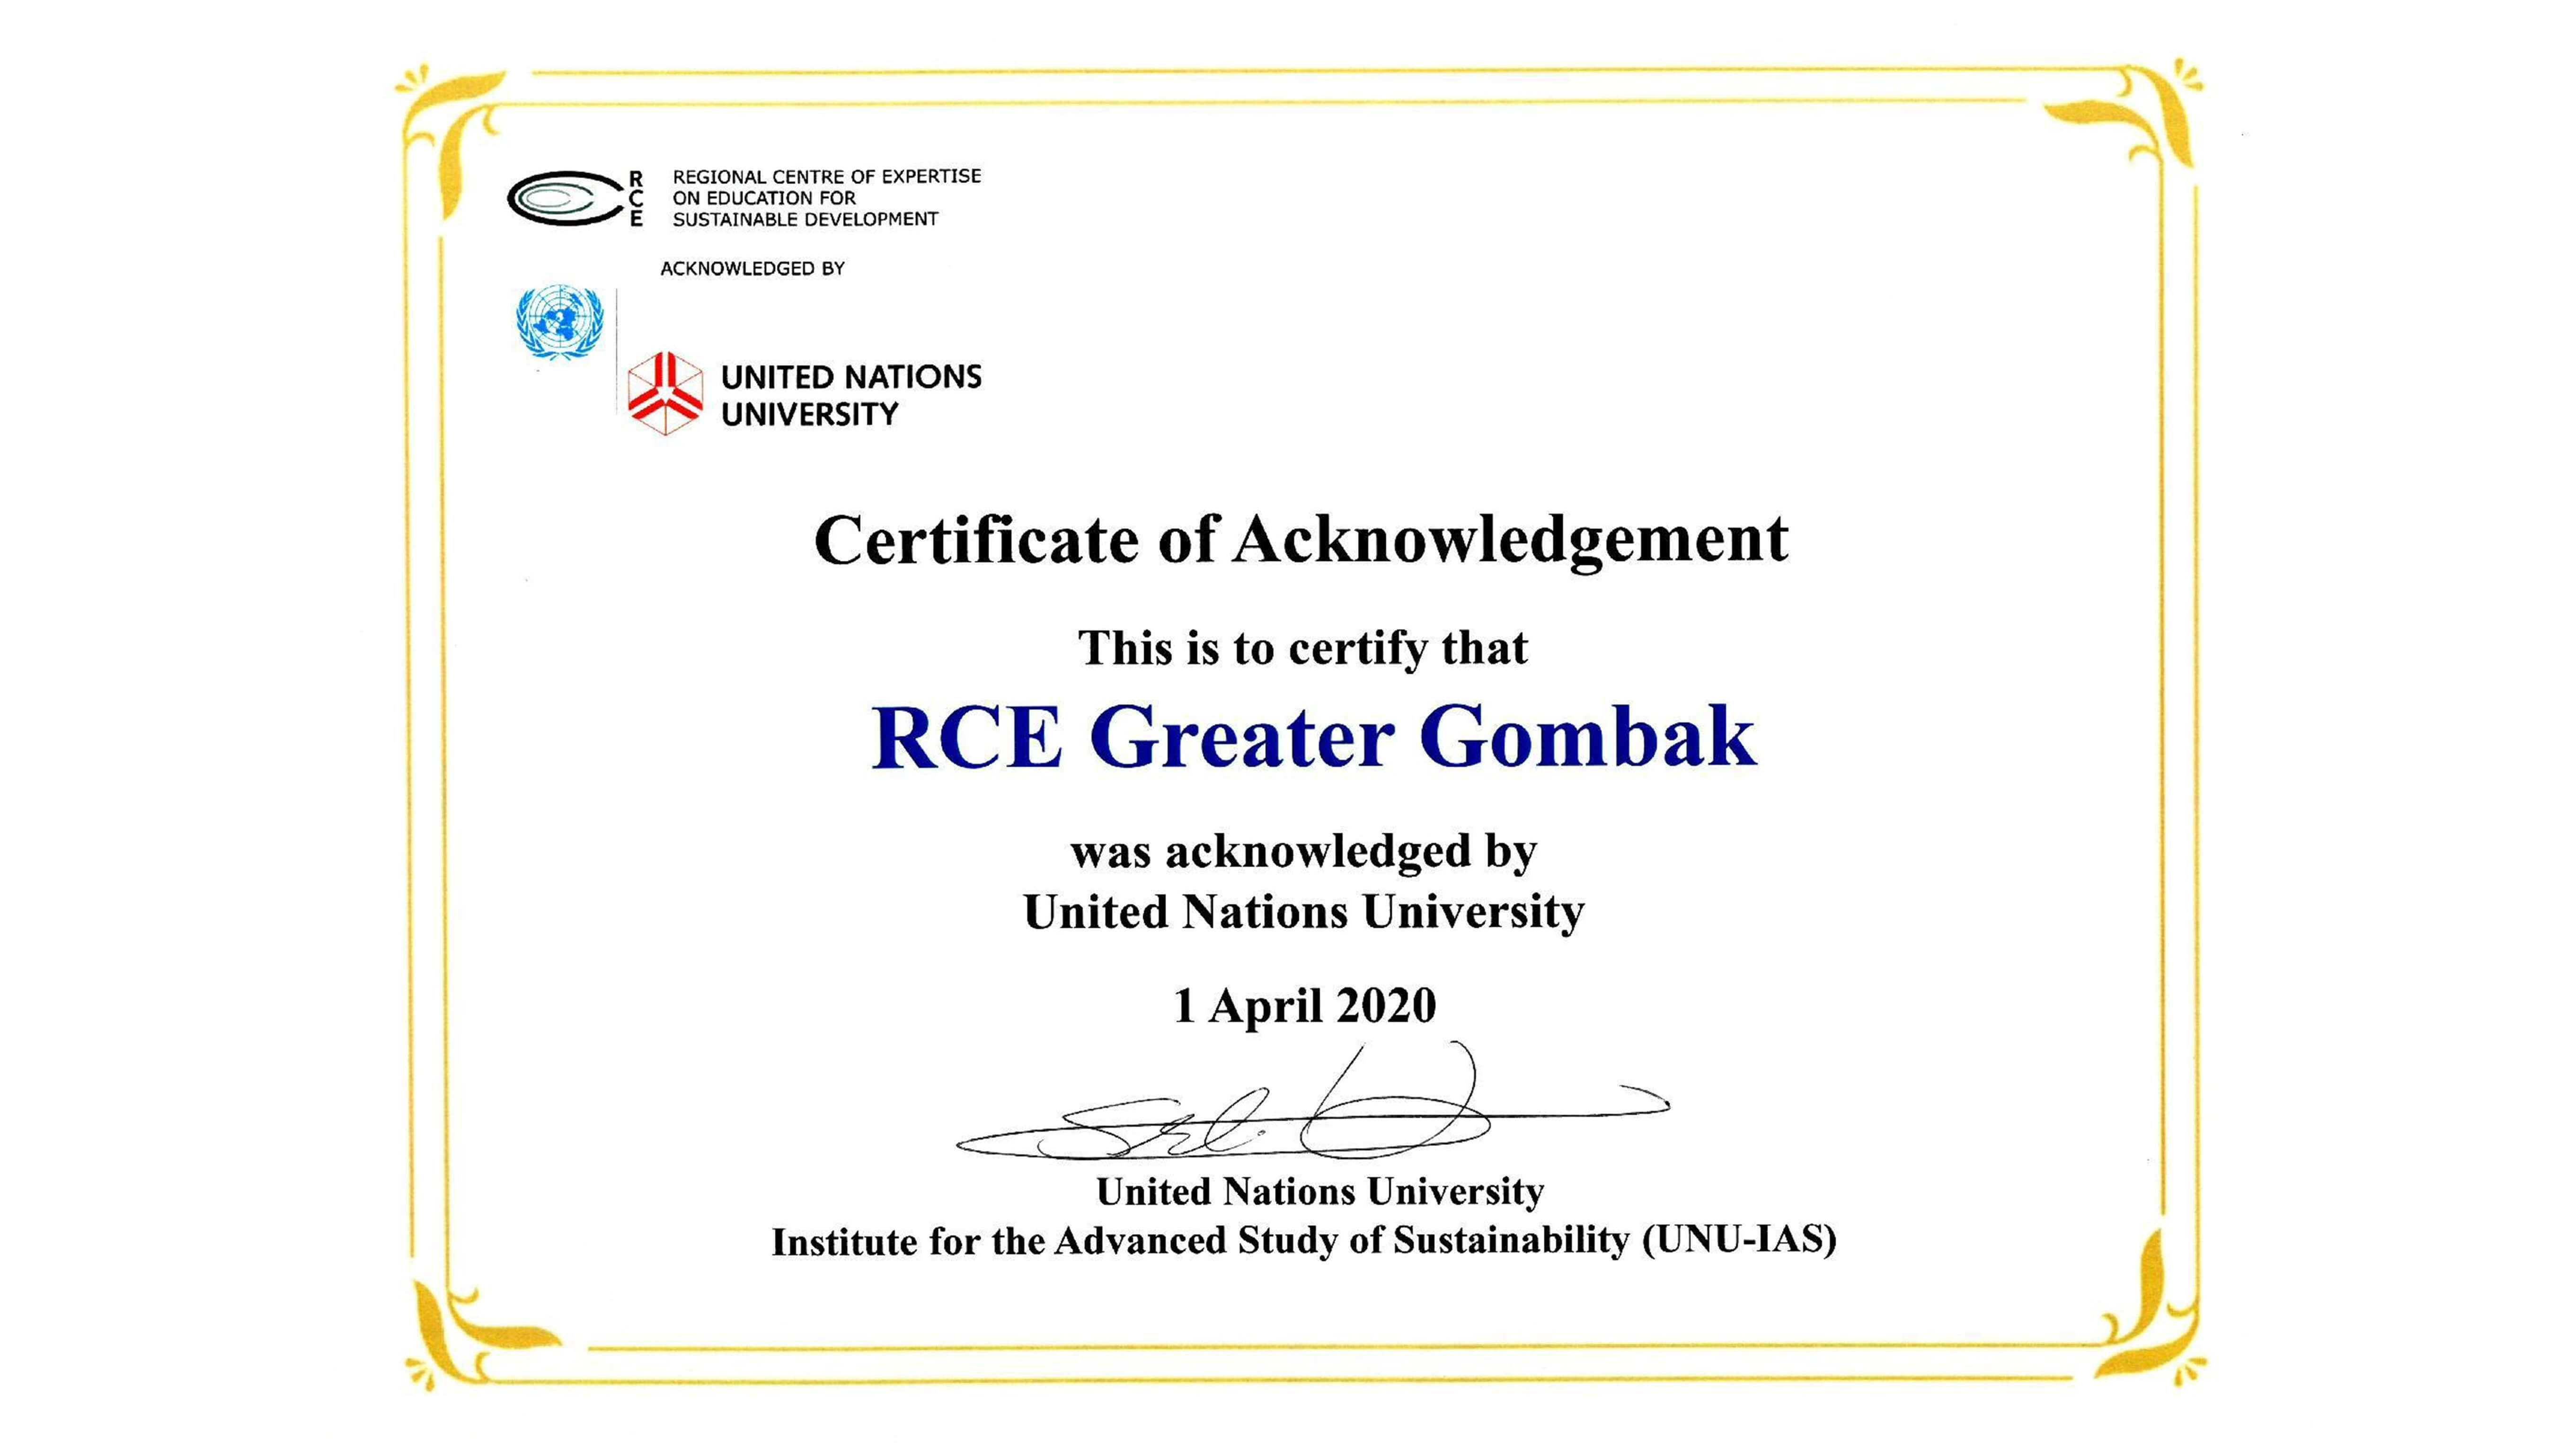 RCE
REGIONAL CENTRE OF EXPERTISE
ON EDUCATION FOR
SUSTAINABLE DEVELOPMENT
ACKNOWLEDGED BY
UNITED NATIONS
UNIVERSITY
Certificate of Acknowledgement
This is to certify that
RCE Greater Gombak
was acknowledged by
United Nations University
1 April 2020
United Nations University
Institute for the Advanced Study of Sustainability (UNU-IAS)